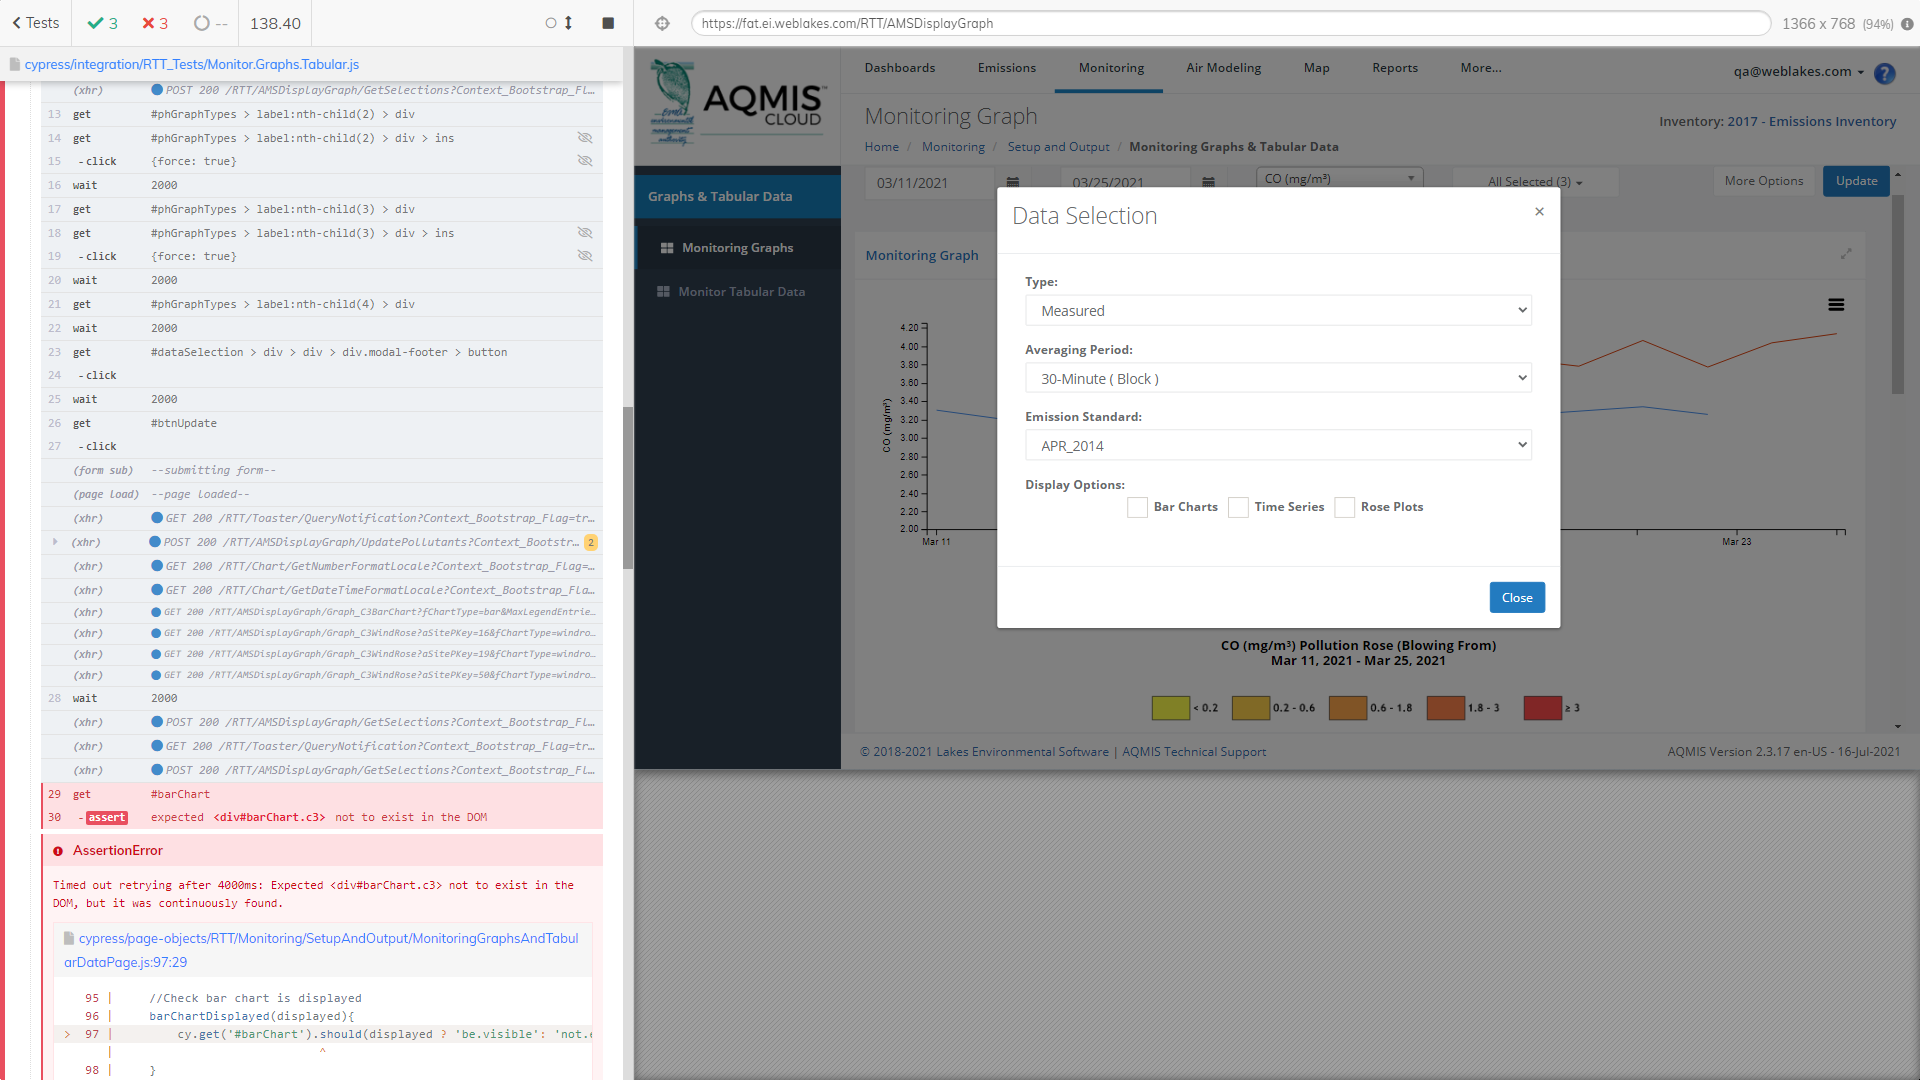 Tests
3
3
--
138.40
cypress/integration/RTT_Tests/Monitor.Graphs.Tabular.js
(xhr) POST 200 /RTT/AMSDisplayGraph/GetSelections?Context_Bootstrap_Fl…
13 get #phGraphTypes > label:nth-child(2) > div
14 get #phGraphTypes > label:nth-child(2) > div > ins
15 -click {force: true}
16 wait 2000
17 get #phGraphTypes > label:nth-child(3) > div
18 get #phGraphTypes > label:nth-child(3) > div > ins
19 -click {force: true}
20 wait 2000
21 get #phGraphTypes > label:nth-child(4) > div
22 wait 2000
23 get #dataSelection > div > div > div.modal-footer > button
24 -click
25 wait 2000
26 get #btnUpdate
27 -click
(form sub) --submitting form--
(page load) --page loaded--
(xhr) GET 200 /RTT/Toaster/QueryNotification?Context_Bootstrap_Flag=tr…
(xhr) POST 200 /RTT/AMSDisplayGraph/UpdatePollutants?Context_Bootstr… 2
(xhr) GET 200 /RTT/Chart/GetNumberFormatLocale?Context_Bootstrap_Flag=…
(xhr) GET 200 /RTT/Chart/GetDateTimeFormatLocale?Context_Bootstrap_Fla…
(xhr) GET 200 /RTT/AMSDisplayGraph/Graph_C3BarChart?fChartType=bar&MaxLegendEntrie…
(xhr) GET 200 /RTT/AMSDisplayGraph/Graph_C3WindRose?aSitePKey=16&fChartType=windro…
(xhr) GET 200 /RTT/AMSDisplayGraph/Graph_C3WindRose?aSitePKey=19&fChartType=windro…
(xhr) GET 200 /RTT/AMSDisplayGraph/Graph_C3WindRose?aSitePKey=50&fChartType=windro…
28 wait 2000
(xhr) POST 200 /RTT/AMSDisplayGraph/GetSelections?Context_Bootstrap_Fl…
(xhr) GET 200 /RTT/Toaster/QueryNotification?Context_Bootstrap_Flag=tr…
(xhr) POST 200 /RTT/AMSDisplayGraph/GetSelections?Context_Bootstrap_Fl…
29 get #barChart
30 -assert expected <div#barChart.c3> not to exist in the DOM
AssertionError
Timed out retrying after 4000ms: Expected <div#barChart.c3> not to exist in the
DOM, but it was continuously found.
cypress/page-objects/RTT/Monitoring/SetupAndOutput/MonitoringGraphsAndTabul
arDataPage.js:97:29
95 | //Check bar chart is displayed
96 | barChartDisplayed(displayed){
> 97 | cy.get('#barChart').should(displayed ? 'be.visible': 'not.e
| ^
98 | }
https://fat.ei.weblakes.com/RTT/AMSDisplayGraph
1366 x 768 (94%)
AQMIS™
CLOUD
Dashboards
Emissions
Monitoring
Air Modeling
Map
Reports
More...
qa@weblakes.com
?
Monitoring Graph
Inventory: 2017 - Emissions Inventory
Home / Monitoring / Setup and Output / Monitoring Graphs & Tabular Data
Graphs & Tabular Data
Monitoring Graphs
Monitor Tabular Data
03/11/2021
03/25/2021
CO (mg/m³)
All Selected (3)
More Options
Update
Monitoring Graph
CO (mg/m³)
4.20
4.00
3.80
3.60
3.40
3.20
3.00
2.80
2.60
2.40
2.20
2.00
Mar 11
Mar 23
Data Selection
×
Type:
Measured
Averaging Period:
30-Minute ( Block )
Emission Standard:
APR_2014
Display Options:
Bar Charts
Time Series
Rose Plots
Close
CO (mg/m³) Pollution Rose (Blowing From)
Mar 11, 2021 - Mar 25, 2021
< 0.2
0.2 - 0.6
0.6 - 1.8
1.8 - 3
≥ 3
© 2018-2021 Lakes Environmental Software | AQMIS Technical Support
AQMIS Version 2.3.17 en-US - 16-Jul-2021